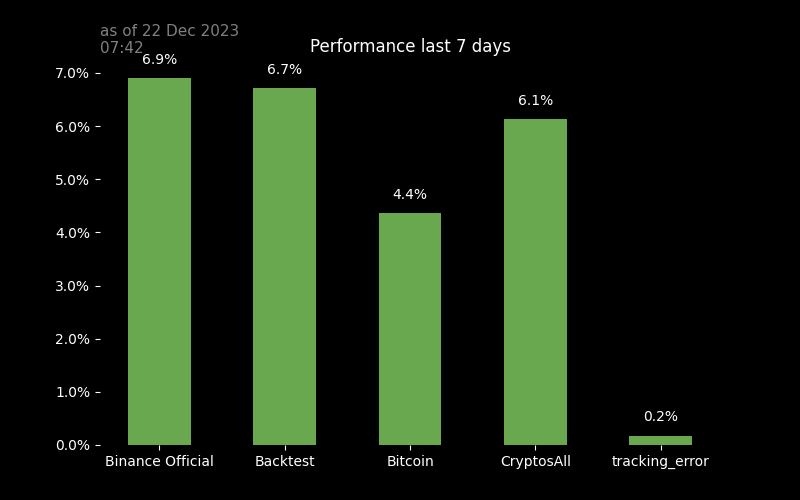 as of 22 Dec 2023
07:42
Performance last 7 days
7.0%
6.0%
5.0%
4.0%
3.0%
2.0%
1.0%
0.0%
6.9%
6.7%
4.4%
6.1%
0.2%
Binance Official
Backtest
Bitcoin
CryptosAll
tracking_error